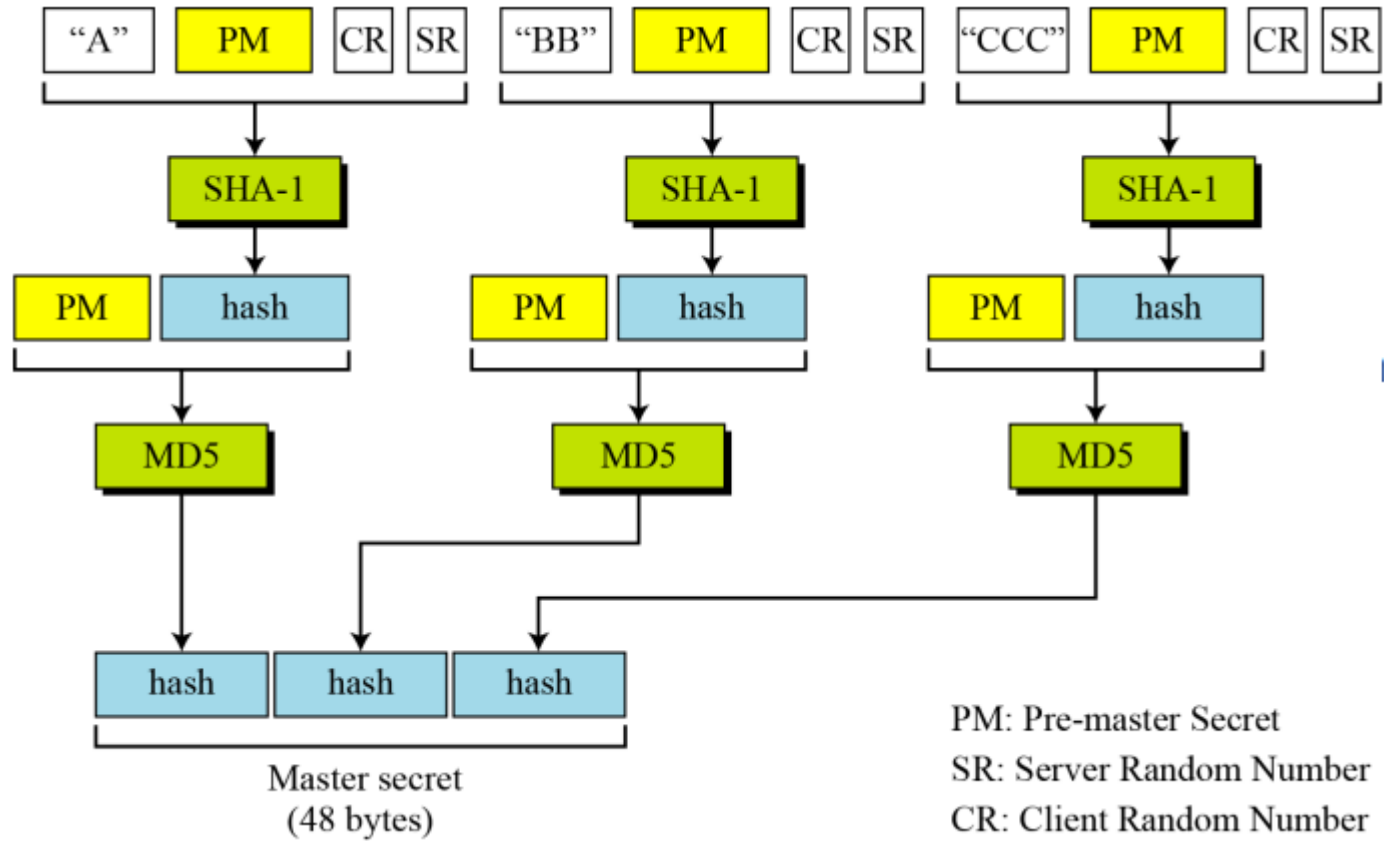 “A” PM CR SR “BB” PM CR SR “CCC” PM CR SR
SHA-1 SHA-1 SHA-1
PM hash PM hash PM hash
MD5 MD5 MD5
hash hash hash
Master secret
(48 bytes)
PM: Pre-master Secret
SR: Server Random Number
CR: Client Random Number